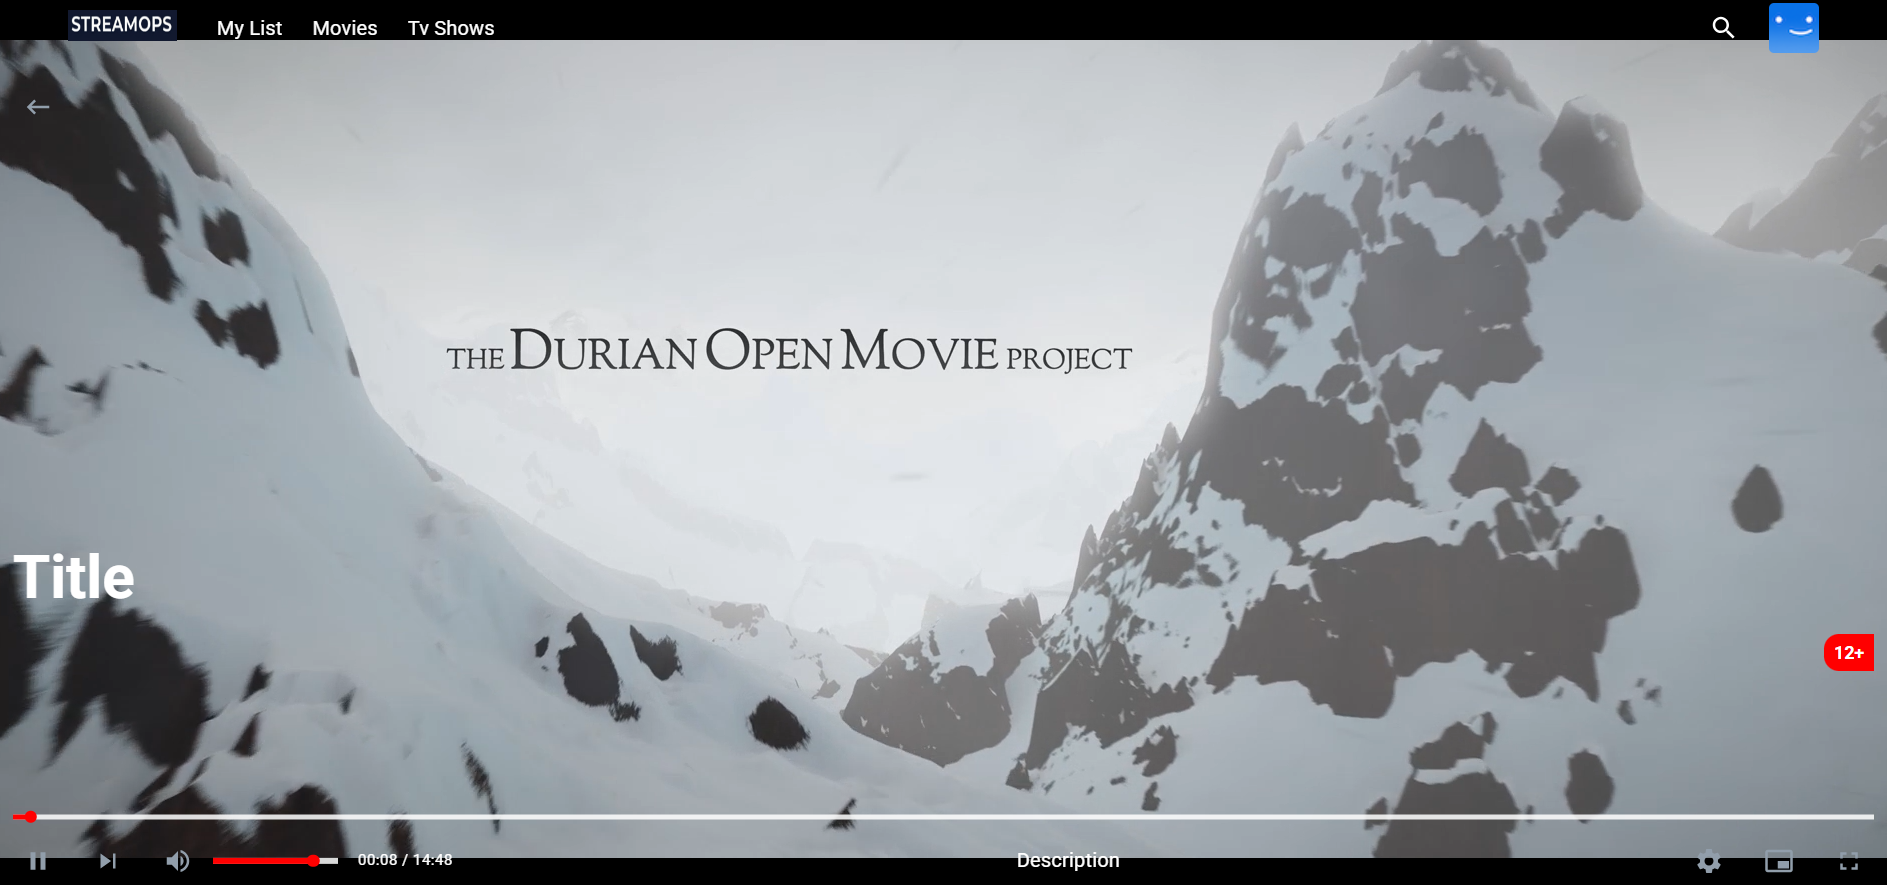 STREAMOPS
My List Movies Tv Shows
THE DURIAN OPEN MOVIE PROJECT
Title
12+
00:08 / 14:48
Description